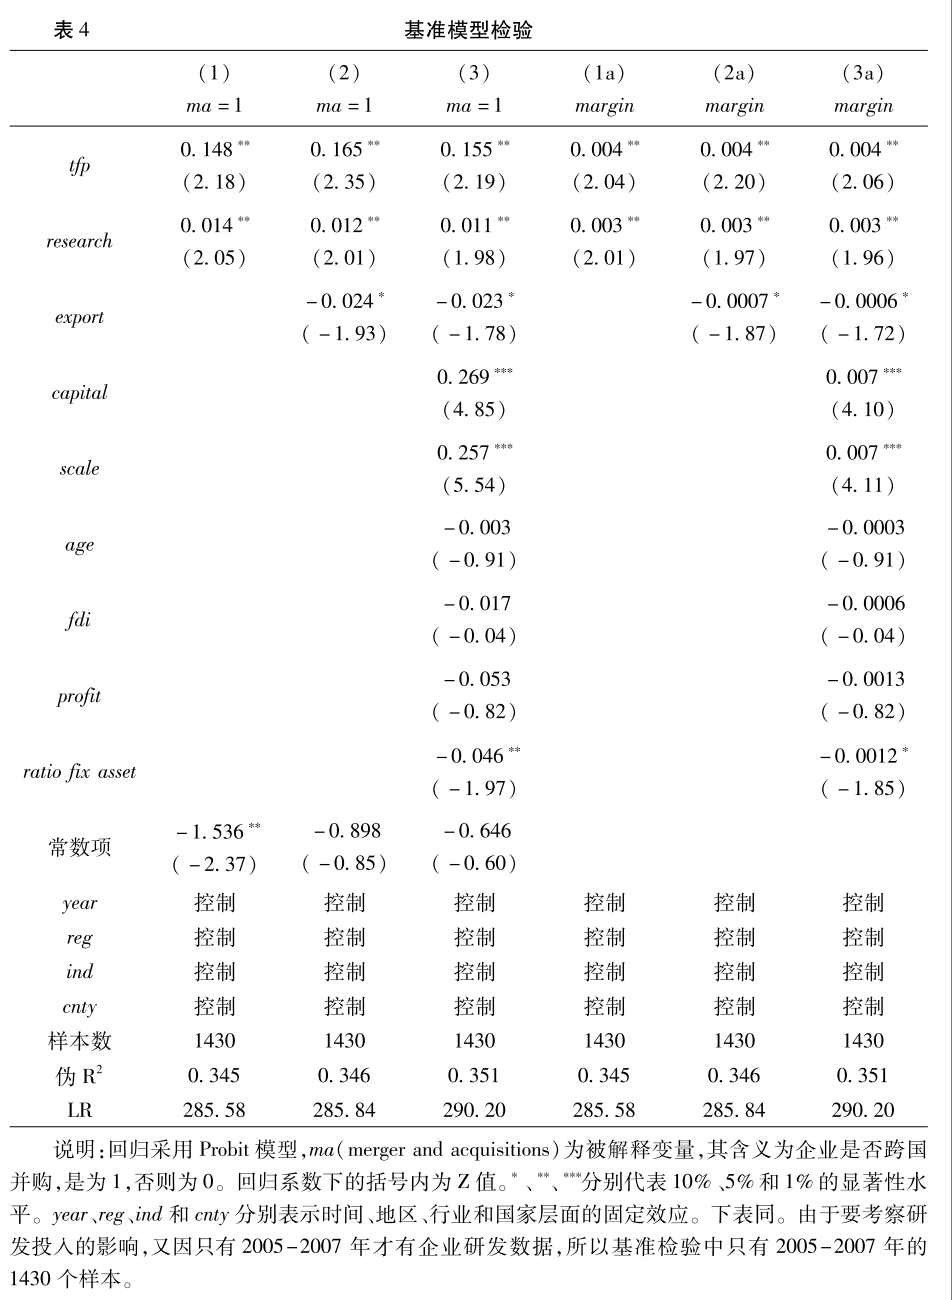 表 4 基准模型检验
(1) (2) (3) (1a) (2a) (3a)
ma = 1 ma = 1 ma = 1 margin margin margin
0. 148 ** 0. 165 ** 0. 155 ** 0. 004 ** 0. 004 ** 0. 004 **
tfp
(2. 18) (2. 35) (2. 19) (2. 04) (2. 20) (2. 06)
0. 014 ** 0. 012 ** 0. 011 ** 0. 003 ** 0. 003 ** 0. 003 **
research
(2. 05) (2. 01) (1. 98) (2. 01) (1. 97) (1. 96)
-0. 024 * -0. 023 * -0. 0007 * -0. 0006 *
export
( -1. 93) ( -1. 78) ( -1. 87) ( -1. 72)
0. 269 *** 0. 007 ***
capital
(4. 85) (4. 10)
0. 257 *** 0. 007 ***
scale
(5. 54) (4. 11)
-0. 003 -0. 0003
age
( -0. 91) ( -0. 91)
-0. 017 -0. 0006
fdi
( -0. 04) ( -0. 04)
-0. 053 -0. 0013
profit
( -0. 82) ( -0. 82)
-0. 046 ** -0. 0012 *
ratio fix asset
( -1. 97) ( -1. 85)
-1. 536 ** -0. 898 -0. 646
常数项
( -2. 37) ( -0. 85) ( -0. 60)
year 控制 控制 控制 控制 控制 控制
reg 控制 控制 控制 控制 控制 控制
ind 控制 控制 控制 控制 控制 控制
cnty 控制 控制 控制 控制 控制 控制
样本数 1430 1430 1430 1430 1430 1430
伪 R² 0. 345 0. 346 0. 351 0. 345 0. 346 0. 351
LR 285. 58 285. 84 290. 20 285. 58 285. 84 290. 20
说明:回归采用 Probit 模型,ma(merger and acquisitions)为被解释变量,其含义为企业是否跨国
并购,是为 1,否则为 0。回归系数下的括号内为 Z 值。* 、**、***分别代表 10% 、5% 和 1% 的显著性水
平。year、reg、ind 和 cnty 分别表示时间、地区、行业和国家层面的固定效应。下表同。由于要考察研
发投入的影响,又因只有 2005-2007 年才有企业研发数据,所以基准检验中只有 2005-2007 年的
1430 个样本。